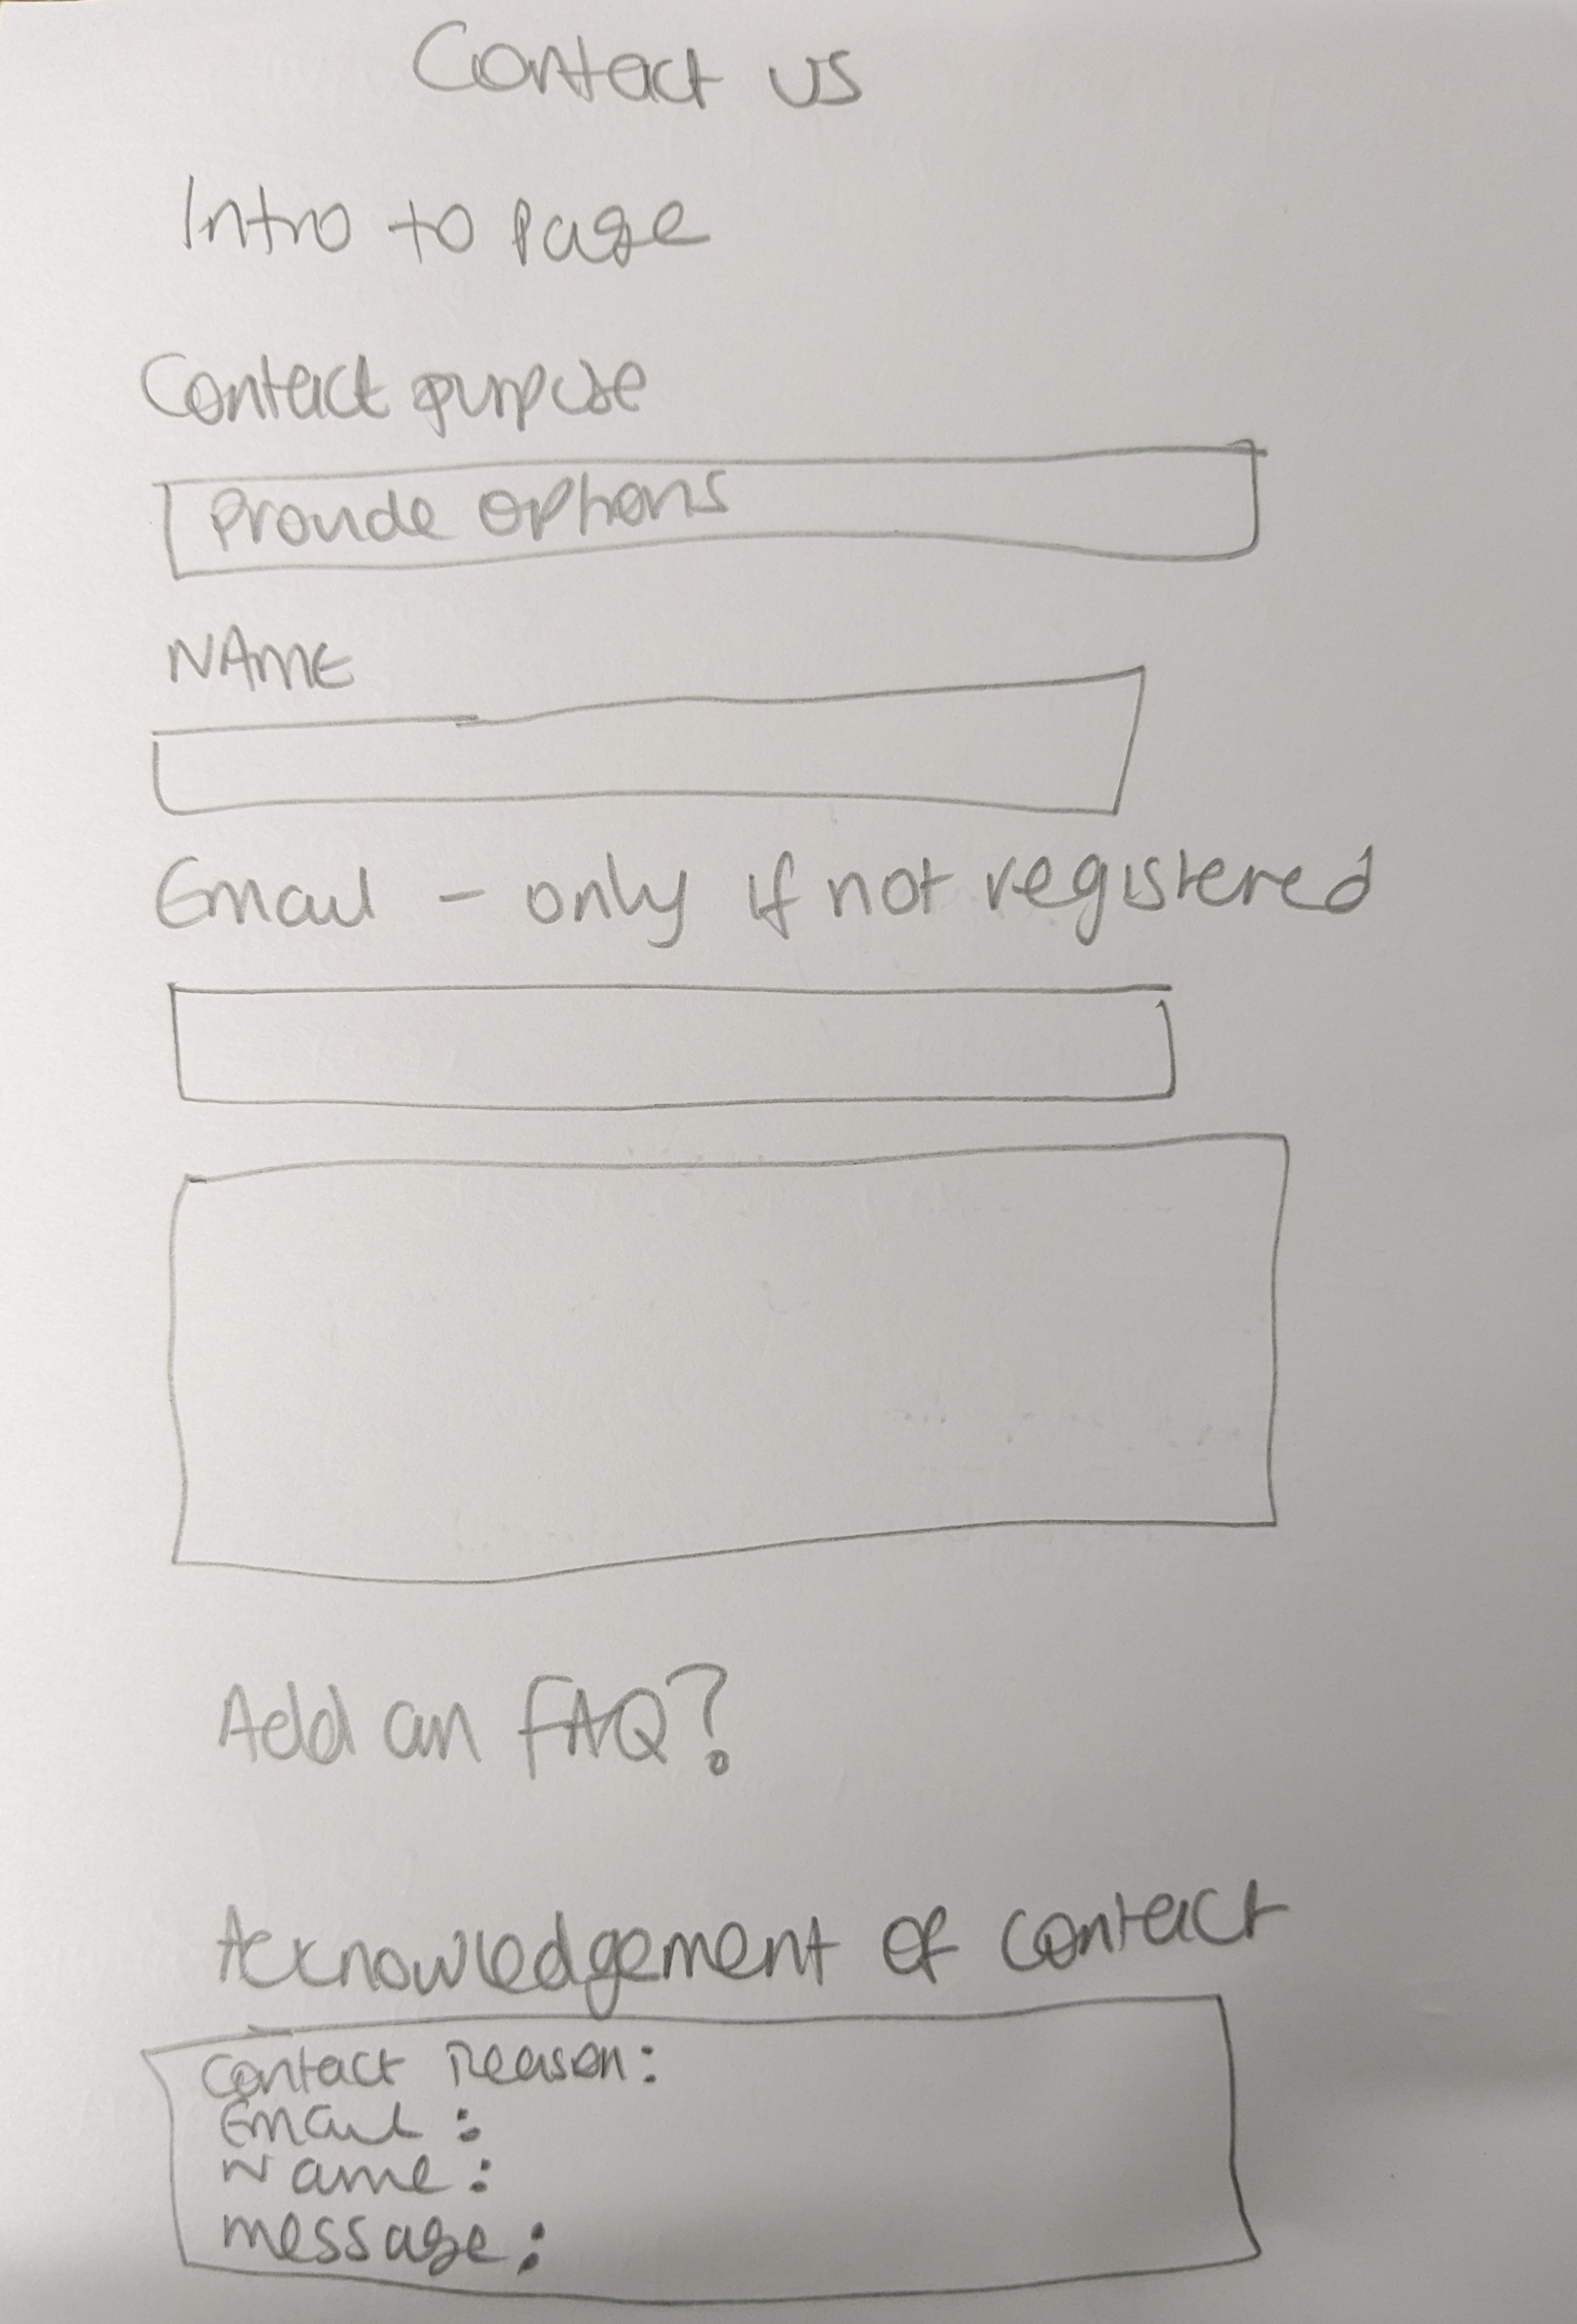 Contact us
Intro to page
Contact purpose
Provide options
NAME
Email - only if not registered
Add an FAQ?
Acknowledgement of contact
Contact Reason:
Email :
Name :
message :